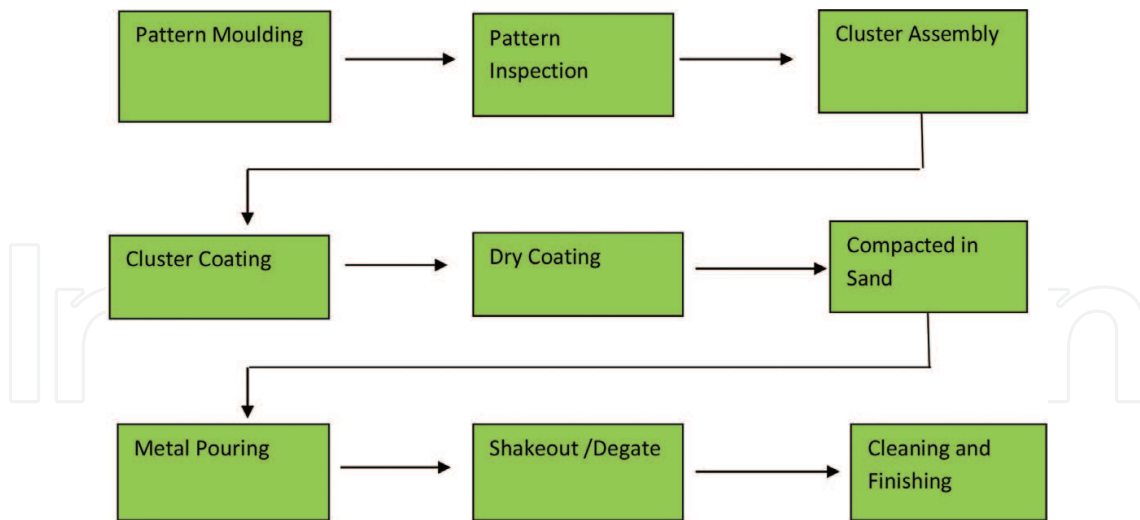 Pattern Moulding
Pattern
Inspection
Cluster Assembly
Cluster Coating
Dry Coating
Compacted in
Sand
Metal Pouring
Shakeout /Degate
Cleaning and
Finishing